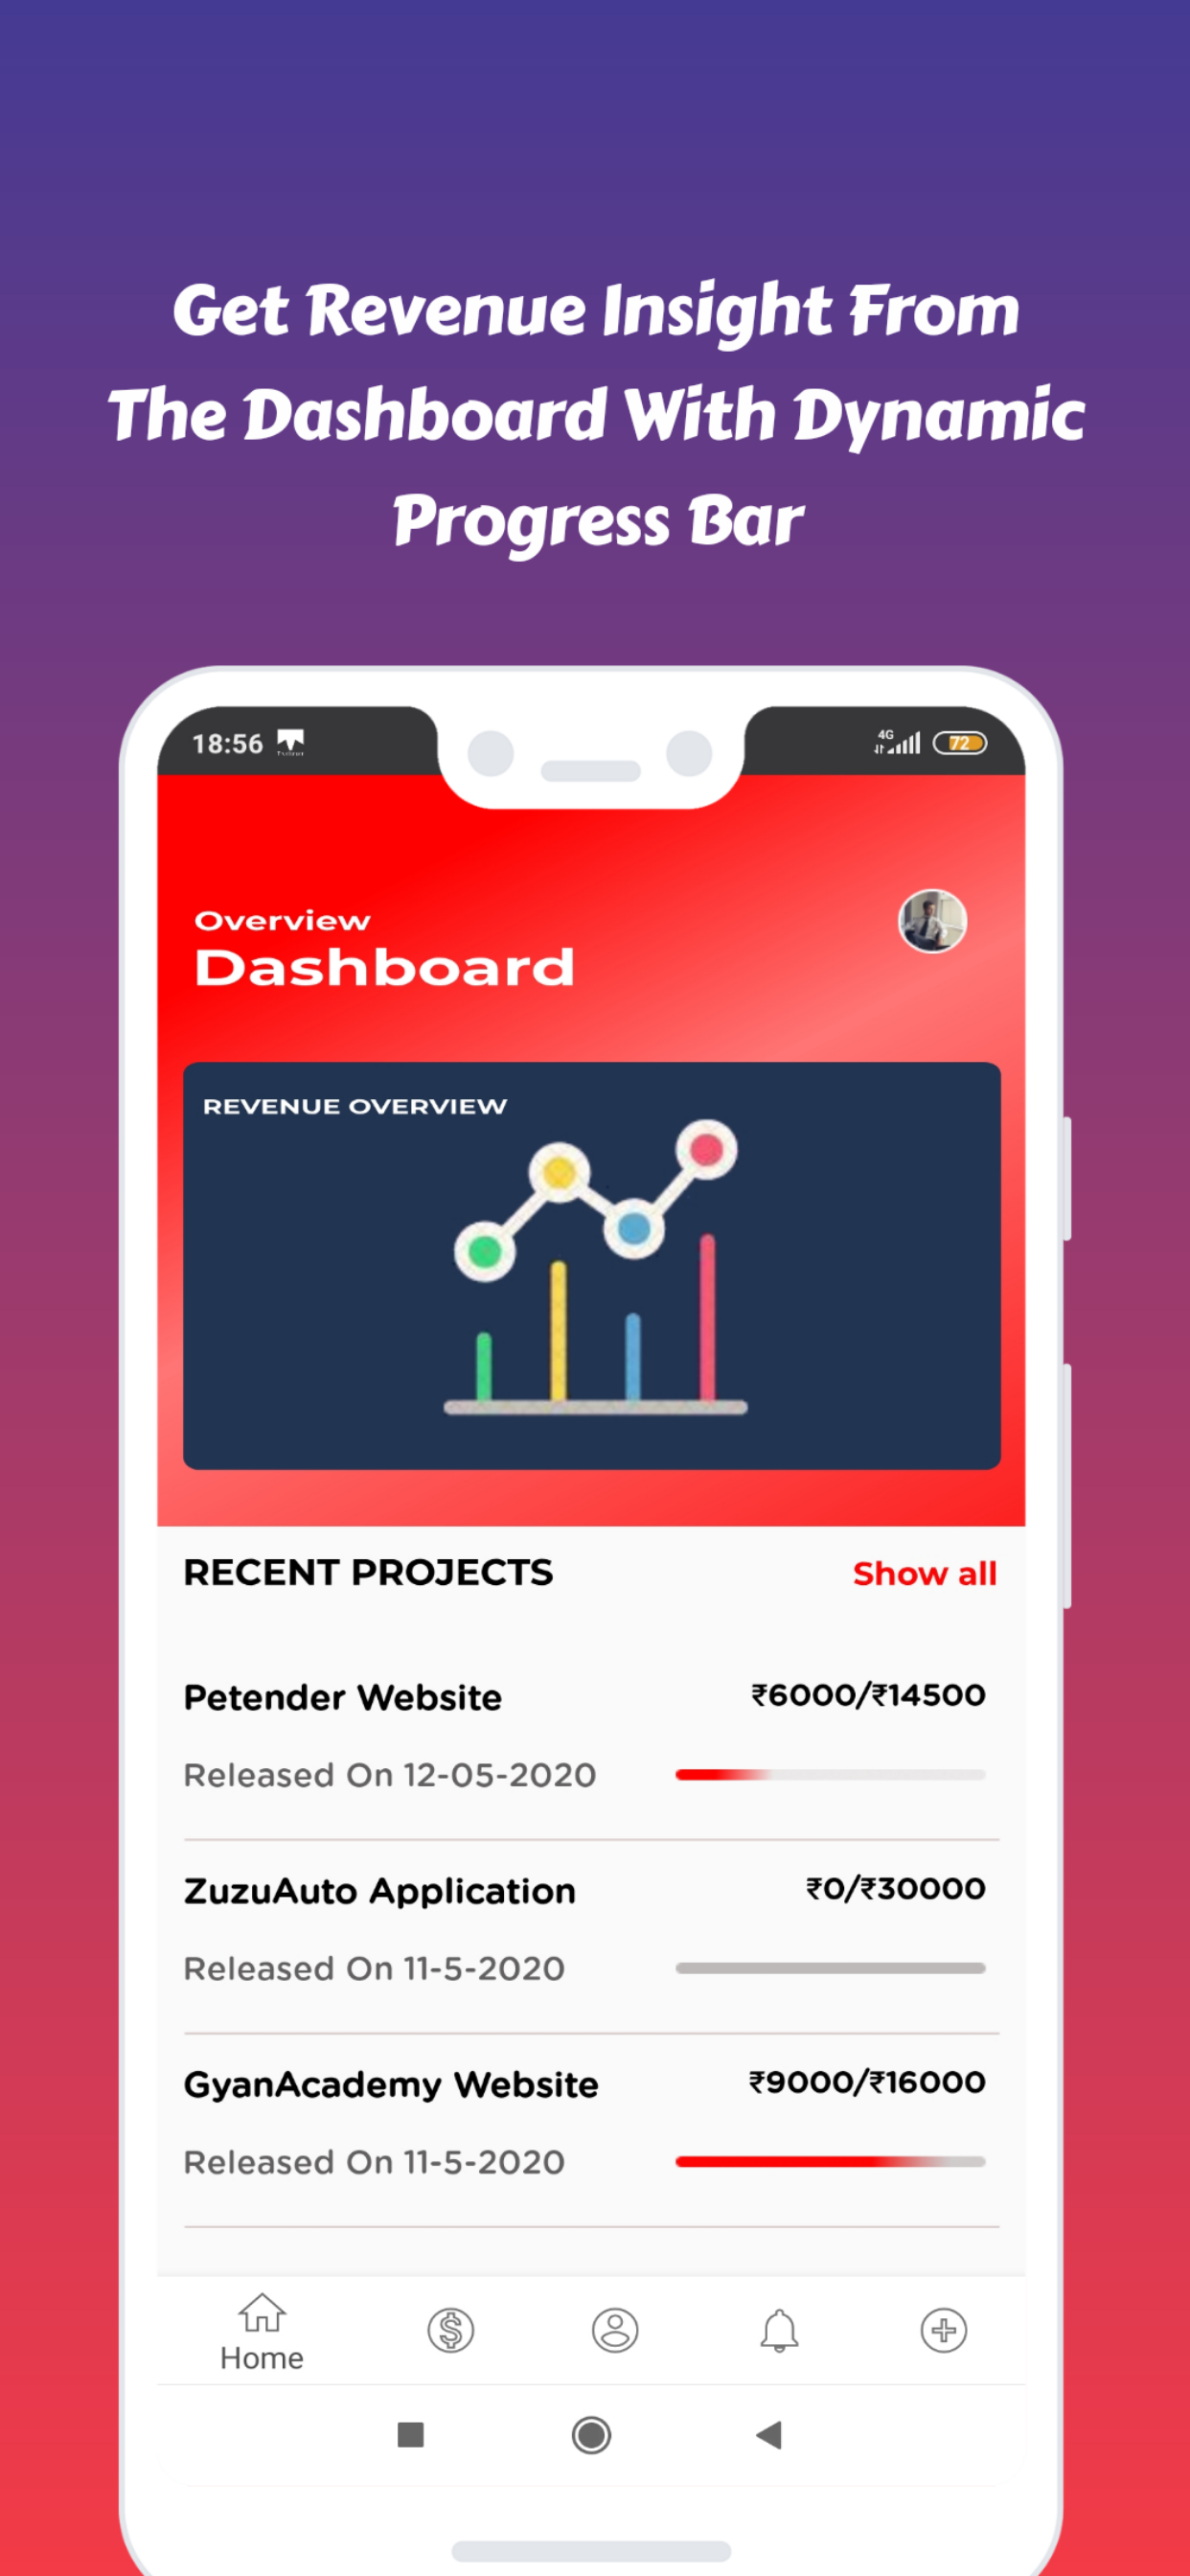 Get Revenue Insight From
The Dashboard With Dynamic
Progress Bar
18:56
4G
72
Overview
Dashboard
REVENUE OVERVIEW
RECENT PROJECTS Show all
Petender Website ₹6000/₹14500
Released On 12-05-2020
ZuzuAuto Application ₹0/₹30000
Released On 11-5-2020
GyanAcademy Website ₹9000/₹16000
Released On 11-5-2020
Home